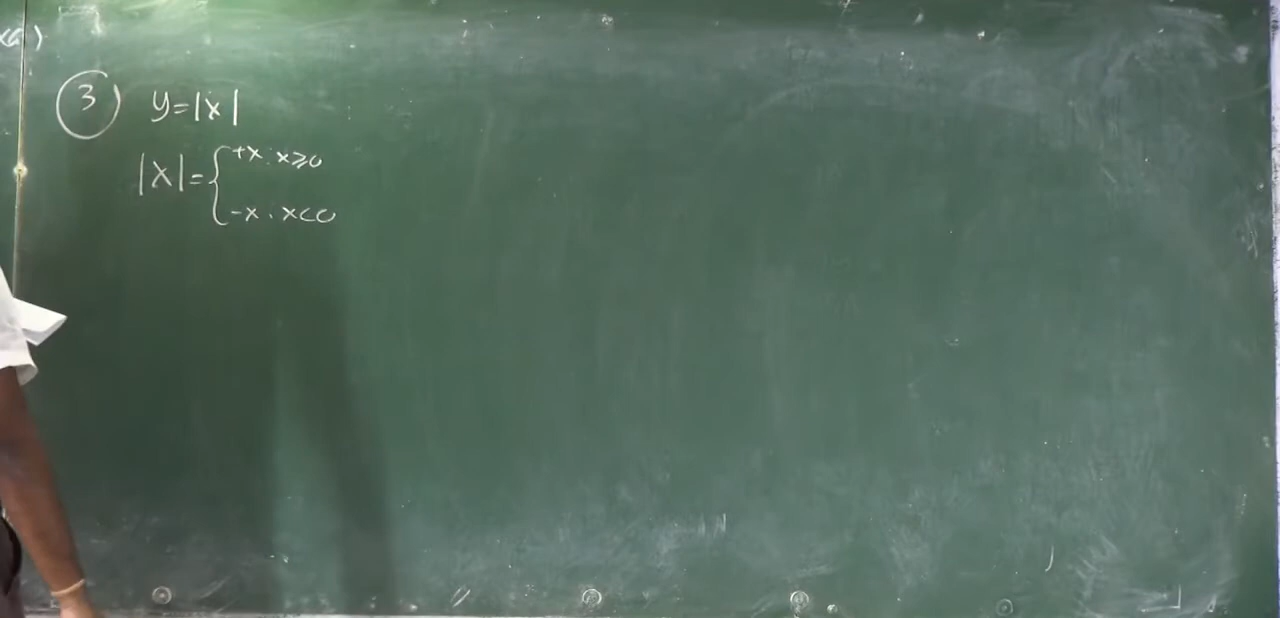 ③ y=|x|
|x|={+x; x≥0
-x, x<0